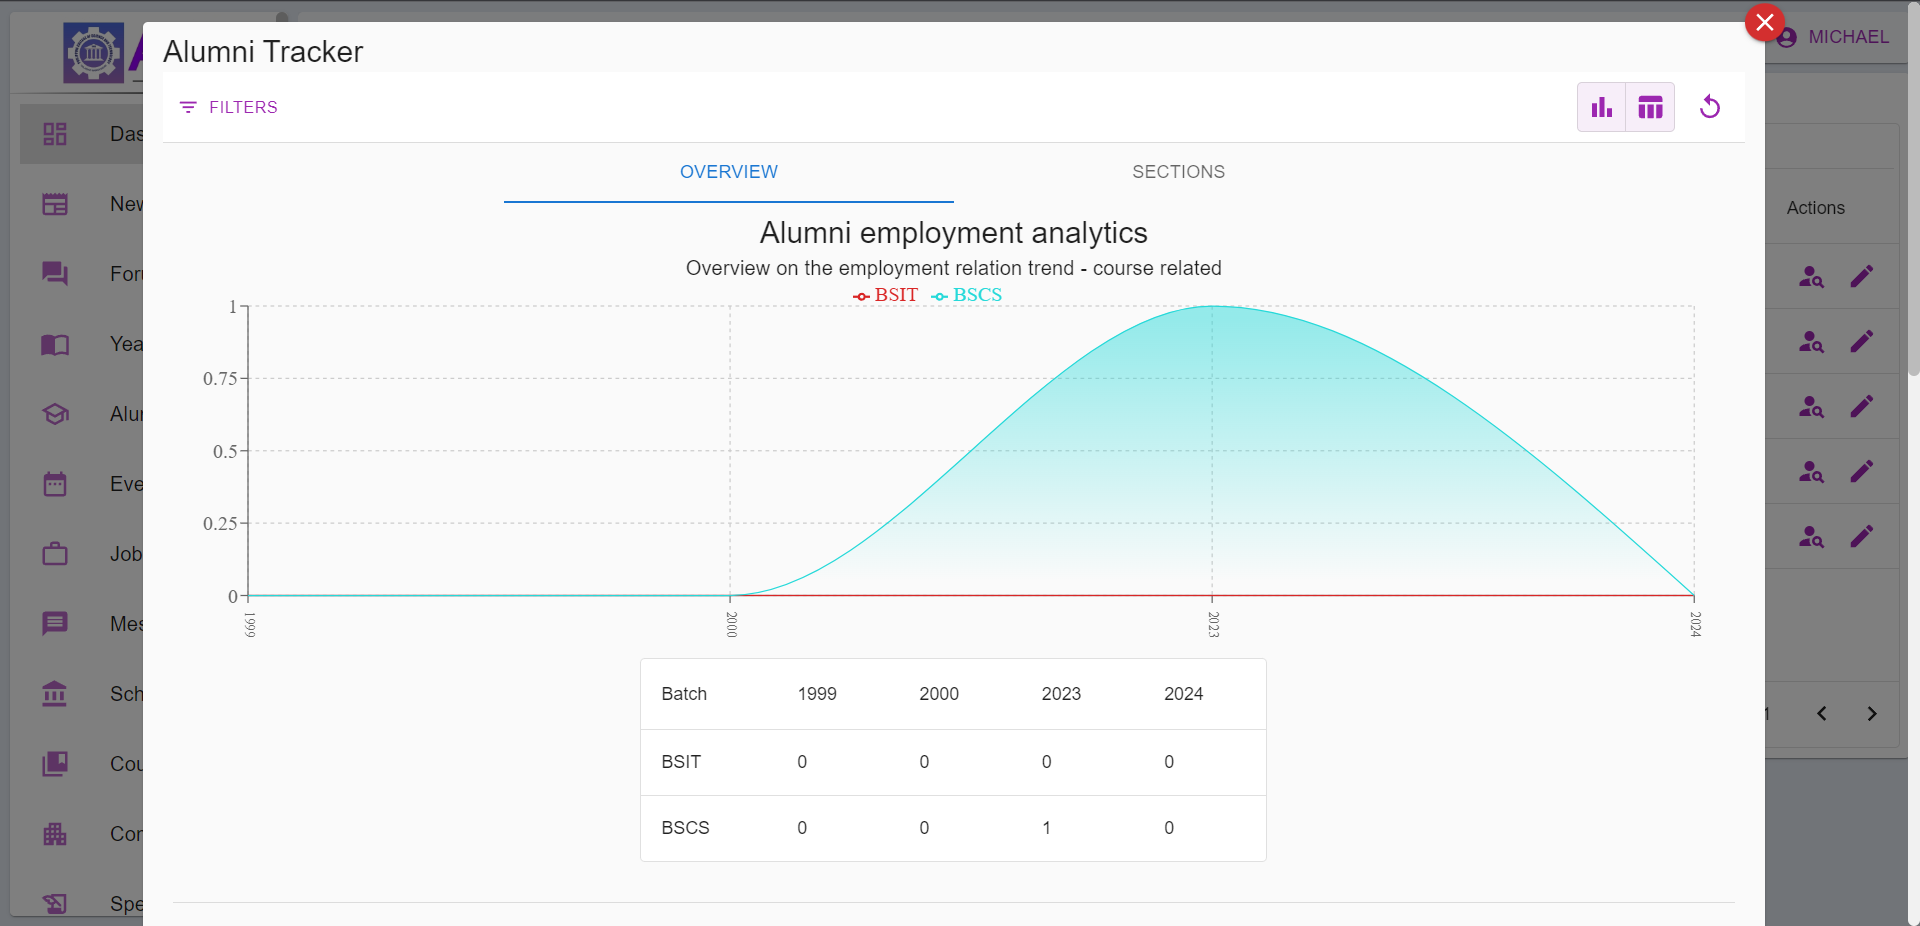 Alumni Tracker
MICHAEL
FILTERS
OVERVIEW
SECTIONS
Alumni employment analytics
Overview on the employment relation trend - course related
BSIT BSCS
1
0.75
0.5
0.25
0
1999 2000 2023 2024
Batch 1999 2000 2023 2024
BSIT 0 0 0 0
BSCS 0 0 1 0
Das
New
For
Yea
Alu
Eve
Job
Mes
Sch
Cou
Spe
Actions
1